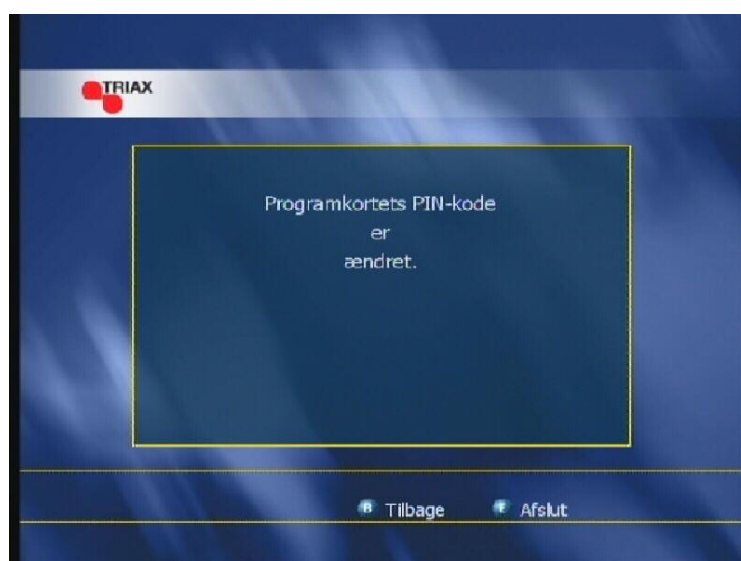 TRIAX
Programkortets PIN-kode
er
ændret.
B Tilbage E Afslut